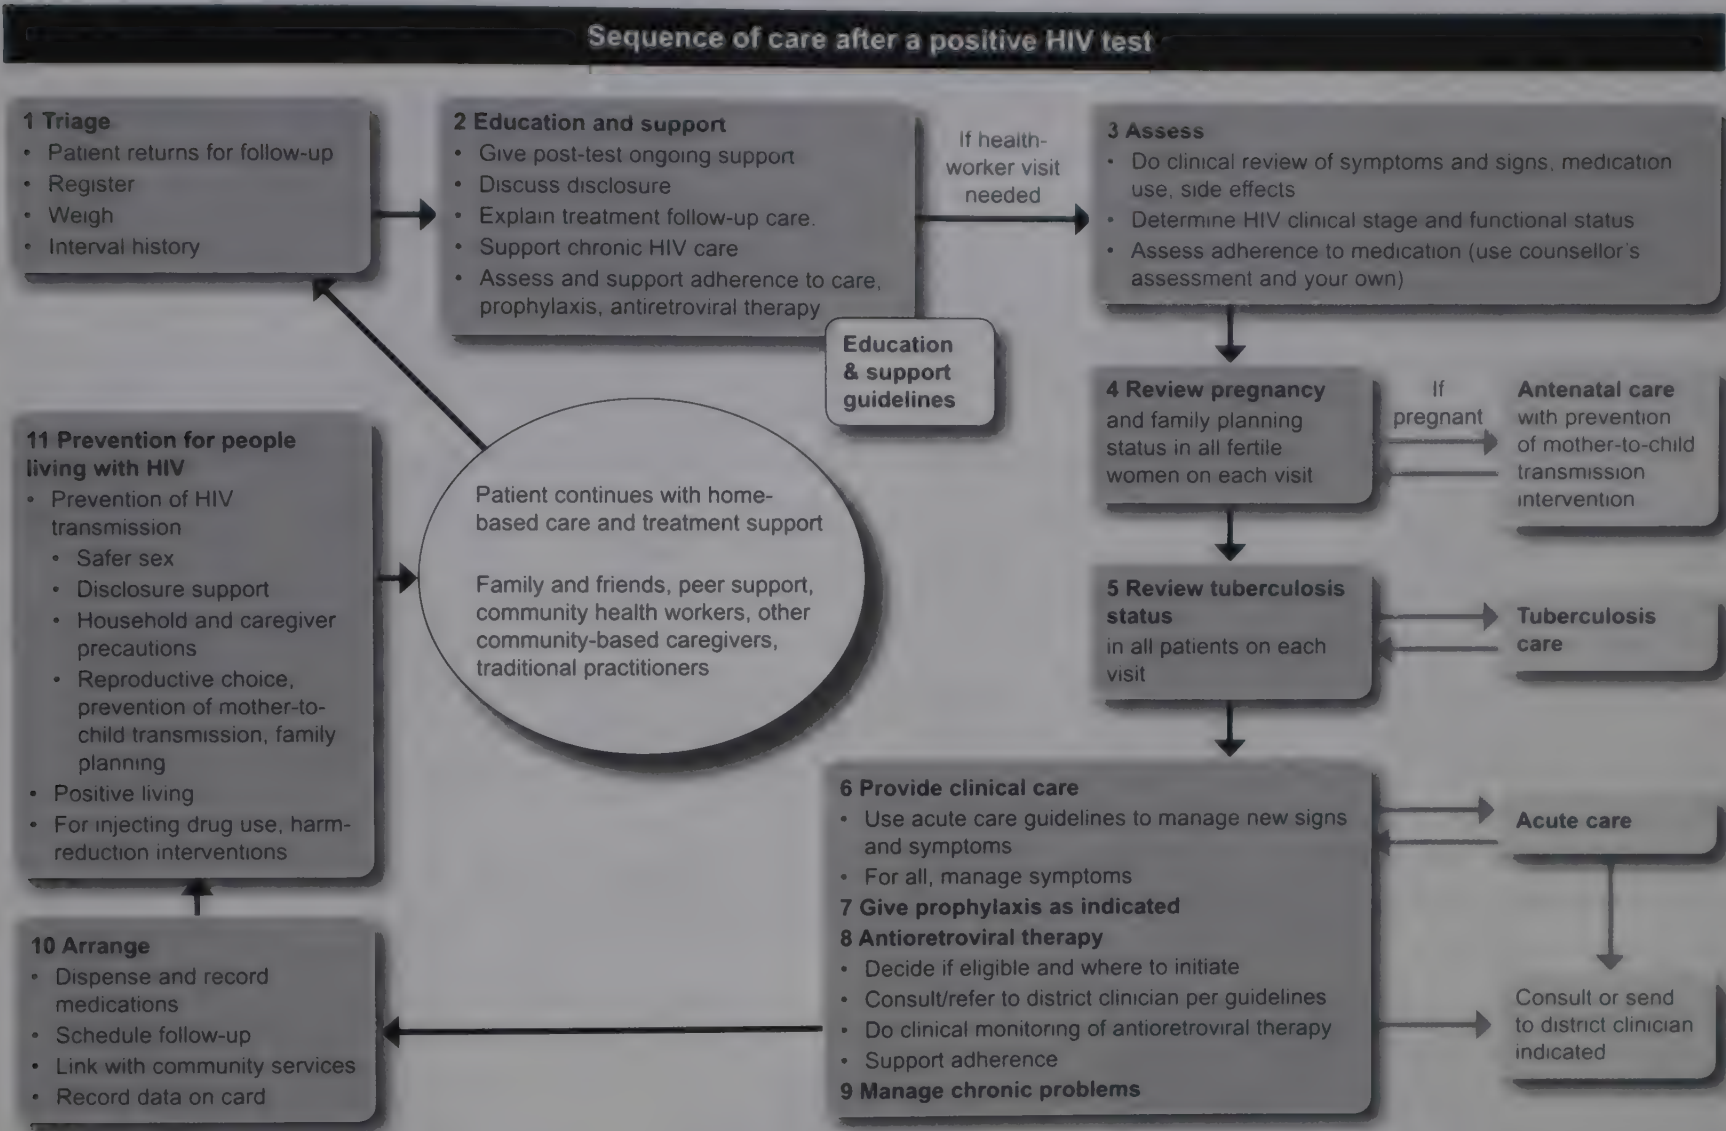 Sequence of care after a positive HIV test
1 Triage
• Patient returns for follow-up
• Register
• Weigh
• Interval history
2 Education and support
• Give post-test ongoing support
• Discuss disclosure
• Explain treatment follow-up care.
• Support chronic HIV care
• Assess and support adherence to care,
prophylaxis, antiretroviral therapy
Education
& support
guidelines
If health-
worker visit
needed
3 Assess
• Do clinical review of symptoms and signs, medication
use, side effects
• Determine HIV clinical stage and functional status
• Assess adherence to medication (use counsellor's
assessment and your own)
4 Review pregnancy
and family planning
status in all fertile
women on each visit
If
pregnant
Antenatal care
with prevention
of mother-to-child
transmission
intervention
5 Review tuberculosis
status
in all patients on each
visit
Tuberculosis
care
6 Provide clinical care
• Use acute care guidelines to manage new signs
and symptoms
• For all, manage symptoms
7 Give prophylaxis as indicated
8 Antioretroviral therapy
• Decide if eligible and where to initiate
• Consult/refer to district clinician per guidelines
• Do clinical monitoring of antioretroviral therapy
• Support adherence
9 Manage chronic problems
Acute care
Consult or send
to district clinician
indicated
10 Arrange
• Dispense and record
medications
• Schedule follow-up
• Link with community services
• Record data on card
11 Prevention for people
living with HIV
• Prevention of HIV
transmission
• Safer sex
• Disclosure support
• Household and caregiver
precautions
• Reproductive choice,
prevention of mother-to-
child transmission, family
planning
• Positive living
• For injecting drug use, harm-
reduction interventions
Patient continues with home-
based care and treatment support
Family and friends, peer support,
community health workers, other
community-based caregivers,
traditional practitioners